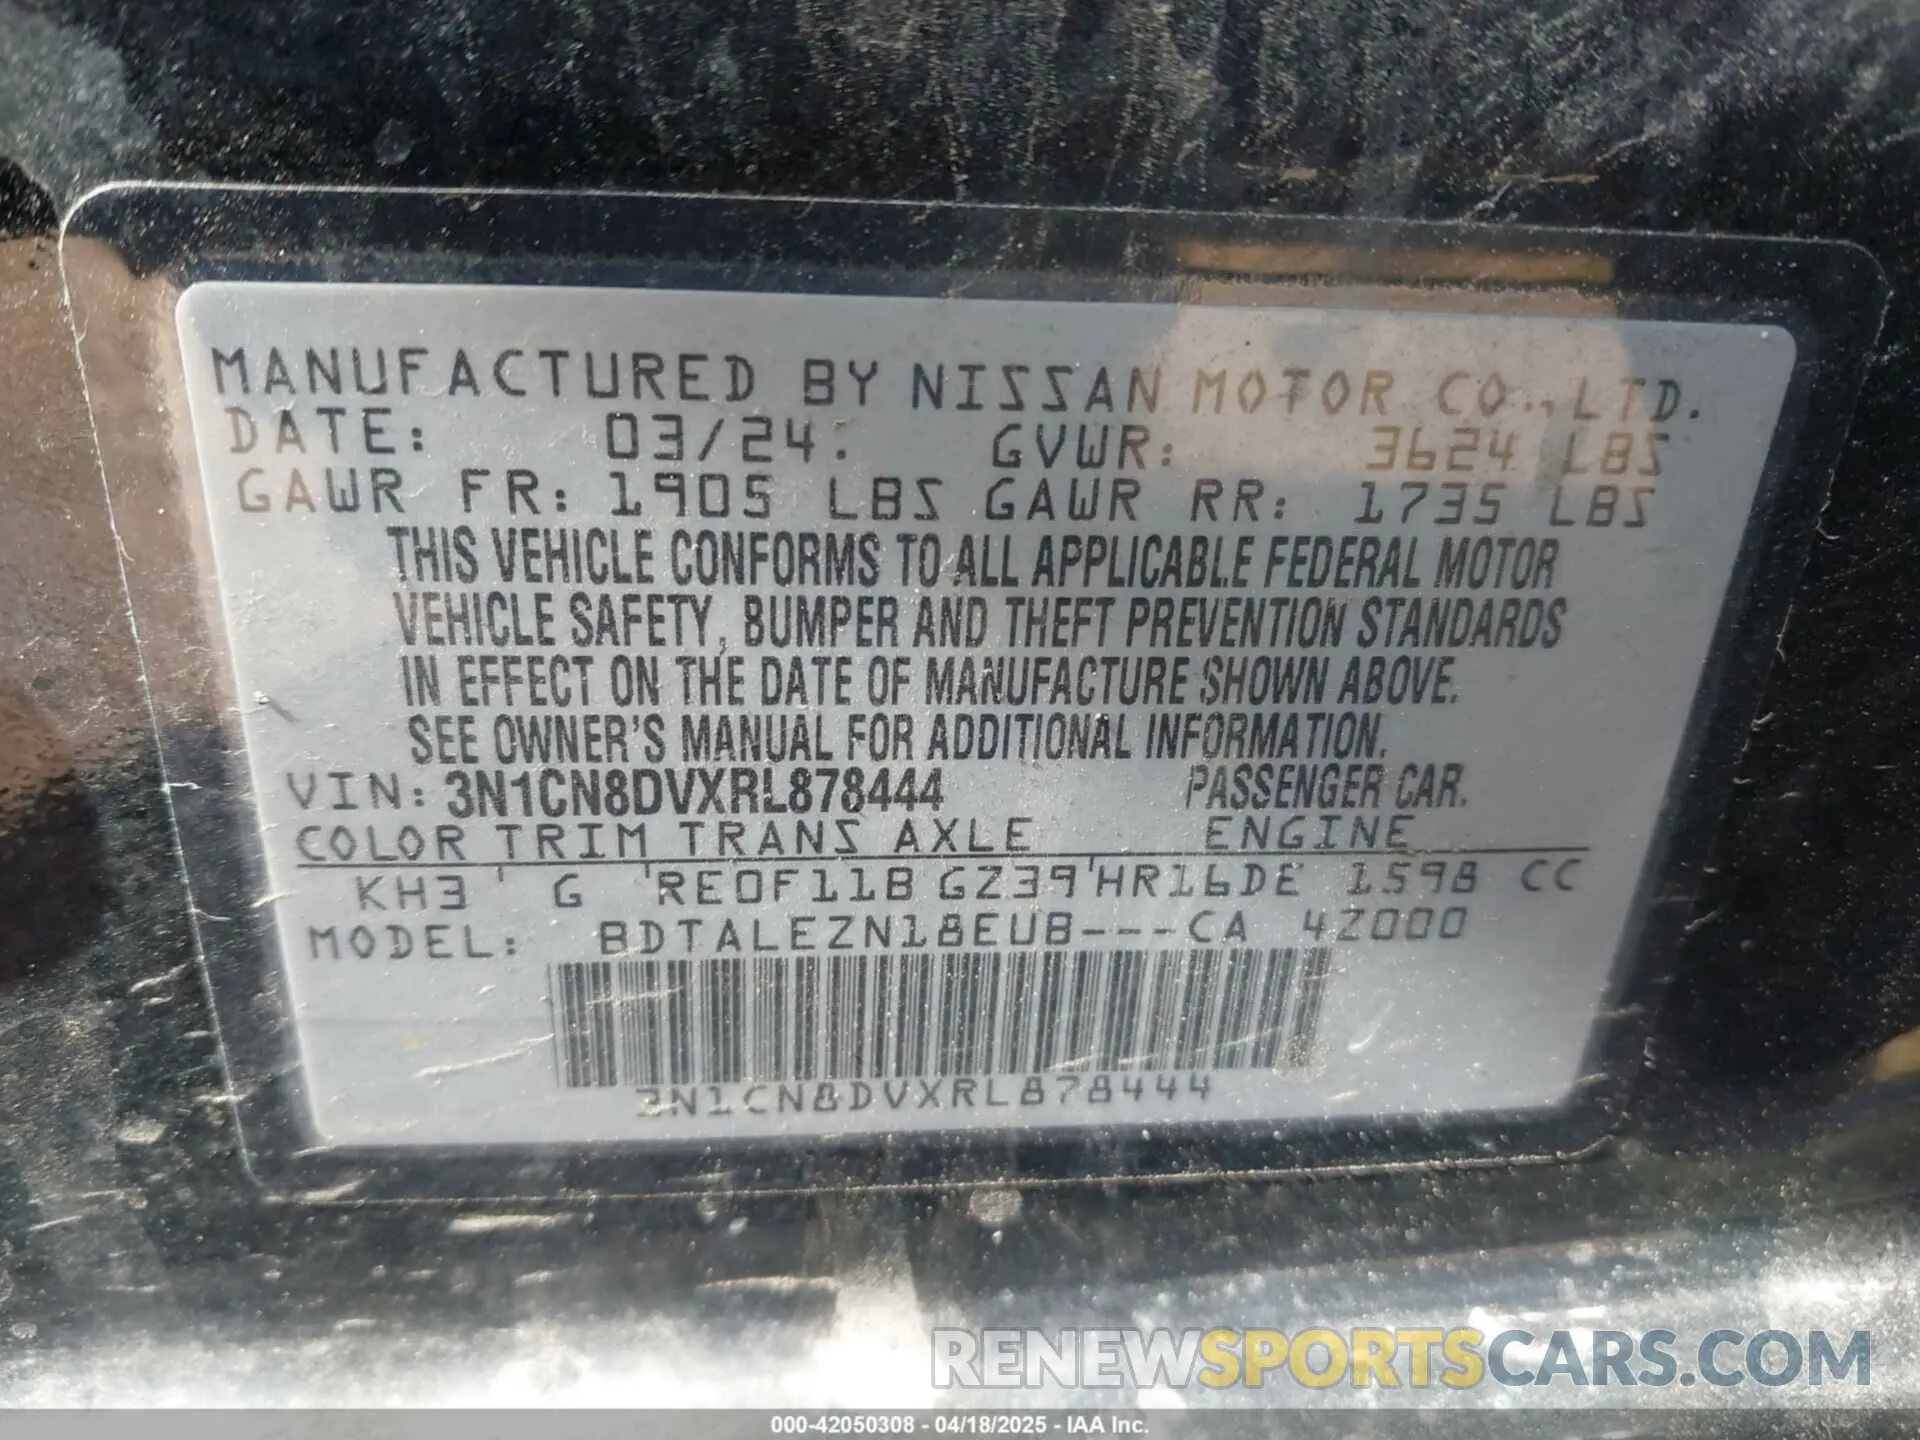 MANUFACTURED BY NISSAN MOTOR CO., LTD.
DATE: 03/24. GVWR: 3624 LBS
GAWR FR: 1905 LBS GAWR RR: 1735 LBS
THIS VEHICLE CONFORMS TO ALL APPLICABLE FEDERAL MOTOR
VEHICLE SAFETY, BUMPER AND THEFT PREVENTION STANDARDS
IN EFFECT ON THE DATE OF MANUFACTURE SHOWN ABOVE.
SEE OWNER'S MANUAL FOR ADDITIONAL INFORMATION.
VIN: 3N1CN8DVXRL878444 PASSENGER CAR.
COLOR TRIM TRANS AXLE ENGINE
KH3 ' G 'RE0F11B GZ39'HR16DE 1598 CC
MODEL: BDTALEZN18EUB---CA 4Z000
3N1CN8DVXRL878444
RENEWSPORTSCARS.COM
000-42050308 - 04/18/2025 - IAA Inc.